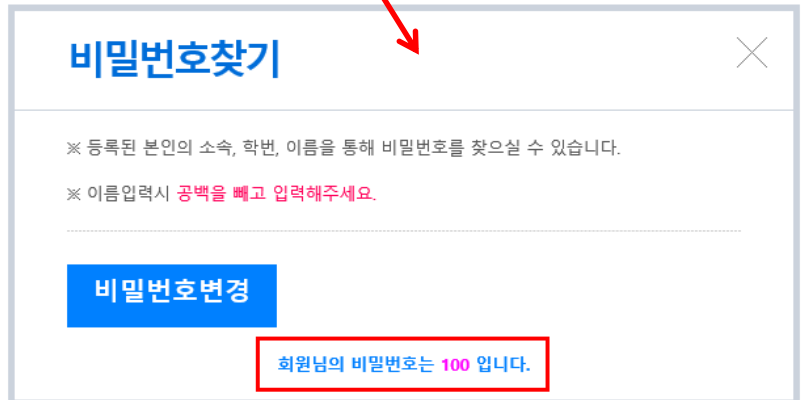 비밀번호찾기
※ 등록된 본인의 소속, 학번, 이름을 통해 비밀번호를 찾으실 수 있습니다.
※ 이름입력시 공백을 빼고 입력해주세요.
비밀번호변경
회원님의 비밀번호는 100 입니다.